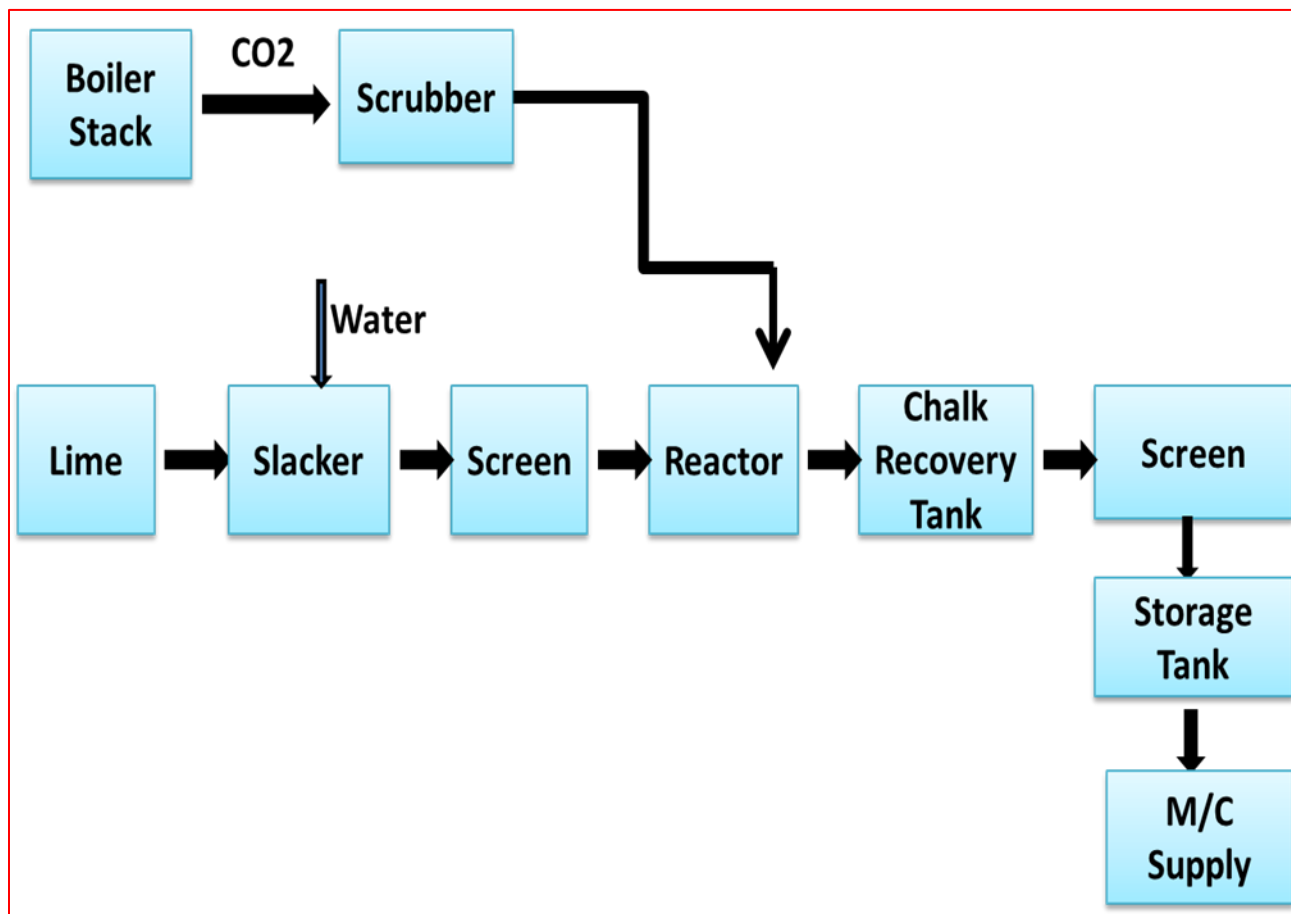 CO2
Boiler
Stack
Scrubber
Water
Lime
Slacker
Screen
Reactor
Chalk
Recovery
Tank
Screen
Storage
Tank
M/C
Supply